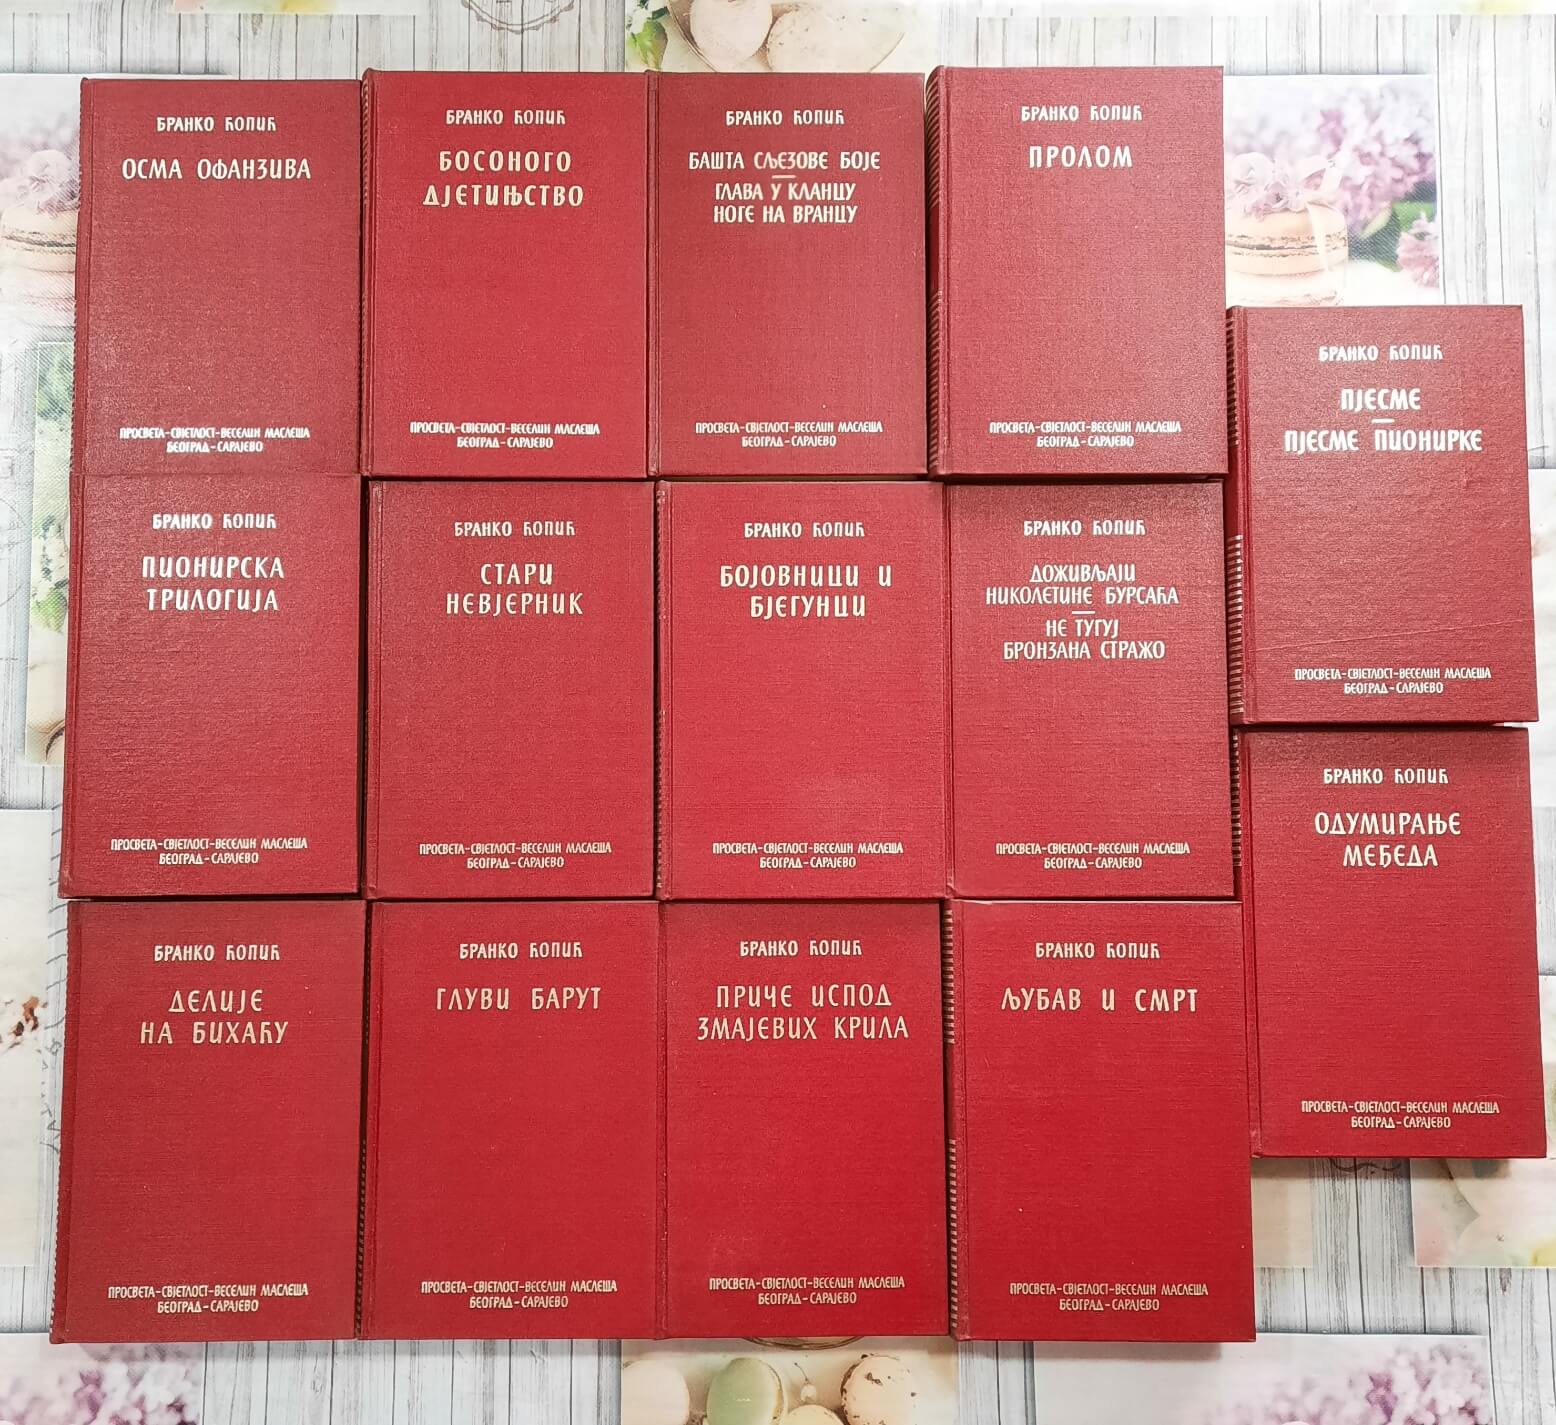 БРАНКО ЋОПИЋ
ОСМА ОФАНЗИВА
ПРОСВЕТА-СВЈЕТЛОСТ-ВЕСЕЛИН МАСЛЕША
БЕОГРАД-САРАЈЕВО
БРАНКО ЋОПИЋ
БОСОНОГО
ДЈЕТИЊСТВО
ПРОСВЕТА-СВЈЕТЛОСТ-ВЕСЕЛИН МАСЛЕША
БЕОГРАД-САРАЈЕВО
БРАНКО ЋОПИЋ
БАШТА СЉЕЗОВЕ БОЈЕ
ГЛАВА У КЛАНЦУ
НОГЕ НА ВРАНЦУ
ПРОСВЕТА-СВЈЕТЛОСТ-ВЕСЕЛИН МАСЛЕША
БЕОГРАД-САРАЈЕВО
БРАНКО ЋОПИЋ
ПРОЛОМ
ПРОСВЕТА-СВЈЕТЛОСТ-ВЕСЕЛИН МАСЛЕША
БЕОГРАД-САРАЈЕВО
БРАНКО ЋОПИЋ
ПЈЕСМЕ
ПЈЕСМЕ ПИОНИРКЕ
ПРОСВЕТА-СВЈЕТЛОСТ-ВЕСЕЛИН МАСЛЕША
БЕОГРАД-САРАЈЕВО
БРАНКО ЋОПИЋ
ПИОНИРСКА
ТРИЛОГИЈА
ПРОСВЕТА-СВЈЕТЛОСТ-ВЕСЕЛИН МАСЛЕША
БЕОГРАД-САРАЈЕВО
БРАНКО ЋОПИЋ
СТАРИ
НЕВЈЕРНИК
ПРОСВЕТА-СВЈЕТЛОСТ-ВЕСЕЛИН МАСЛЕША
БЕОГРАД-САРАЈЕВО
БРАНКО ЋОПИЋ
БОЈОВНИЦИ И
БЈЕГУНЦИ
ПРОСВЕТА-СВЈЕТЛОСТ-ВЕСЕЛИН МАСЛЕША
БЕОГРАД-САРАЈЕВО
БРАНКО ЋОПИЋ
ДОЖИВЉАЈИ
НИКОЛЕТИНЕ БУРСАЋА
НЕ ТУГУЈ
БРОНЗАНА СТРАЖО
ПРОСВЕТА-СВЈЕТЛОСТ-ВЕСЕЛИН МАСЛЕША
БЕОГРАД-САРАЈЕВО
БРАНКО ЋОПИЋ
ОДУМИРАЊЕ
МЕЂЕДА
ПРОСВЕТА-СВЈЕТЛОСТ-ВЕСЕЛИН МАСЛЕША
БЕОГРАД-САРАЈЕВО
БРАНКО ЋОПИЋ
ДЕЛИЈЕ
НА БИХАЋУ
ПРОСВЕТА-СВЈЕТЛОСТ-ВЕСЕЛИН МАСЛЕША
БЕОГРАД-САРАЈЕВО
БРАНКО ЋОПИЋ
ГЛУВИ БАРУТ
ПРОСВЕТА-СВЈЕТЛОСТ-ВЕСЕЛИН МАСЛЕША
БЕОГРАД-САРАЈЕВО
БРАНКО ЋОПИЋ
ПРИЧЕ ИСПОД
ЗМАЈЕВИХ КРИЛА
ПРОСВЕТА-СВЈЕТЛОСТ-ВЕСЕЛИН МАСЛЕША
БЕОГРАД-САРАЈЕВО
БРАНКО ЋОПИЋ
ЉУБАВ И СМРТ
ПРОСВЕТА-СВЈЕТЛОСТ-ВЕСЕЛИН МАСЛЕША
БЕОГРАД-САРАЈЕВО